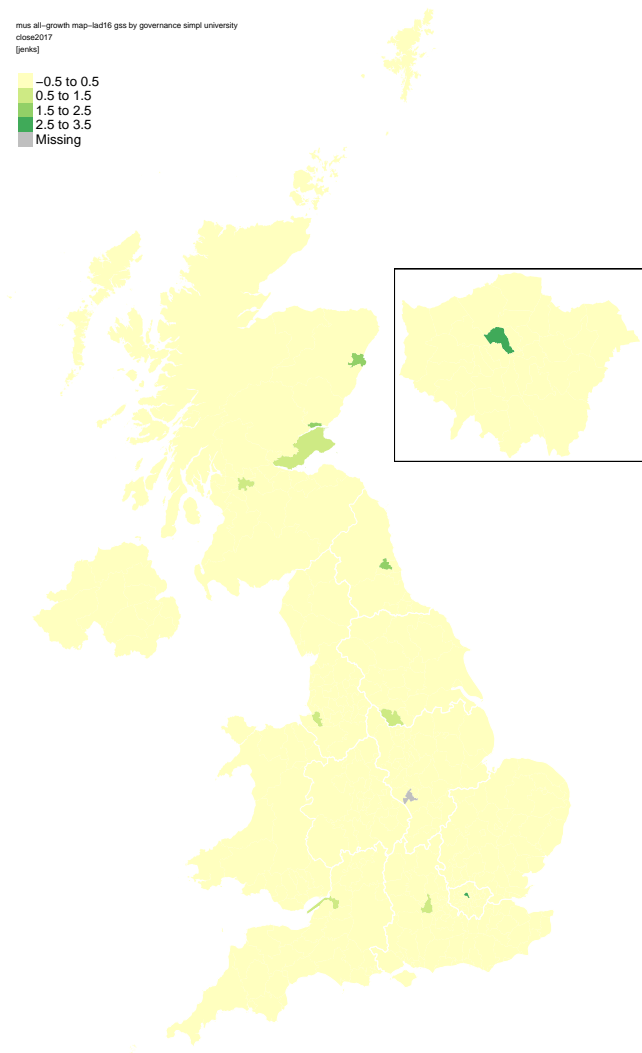 mus all−growth map−lad16 gss by governance simpl university
close2017
[jenks]
−0.5 to 0.5
0.5 to 1.5
1.5 to 2.5
2.5 to 3.5
Missing